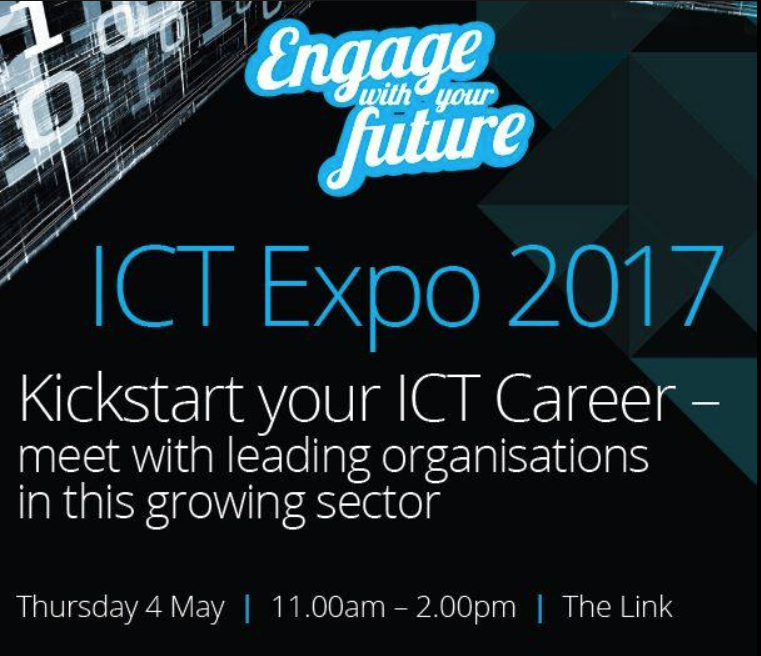 Engage
with your
future
ICT Expo 2017
Kickstart your ICT Career –
meet with leading organisations
in this growing sector
Thursday 4 May | 11.00am – 2.00pm | The Link